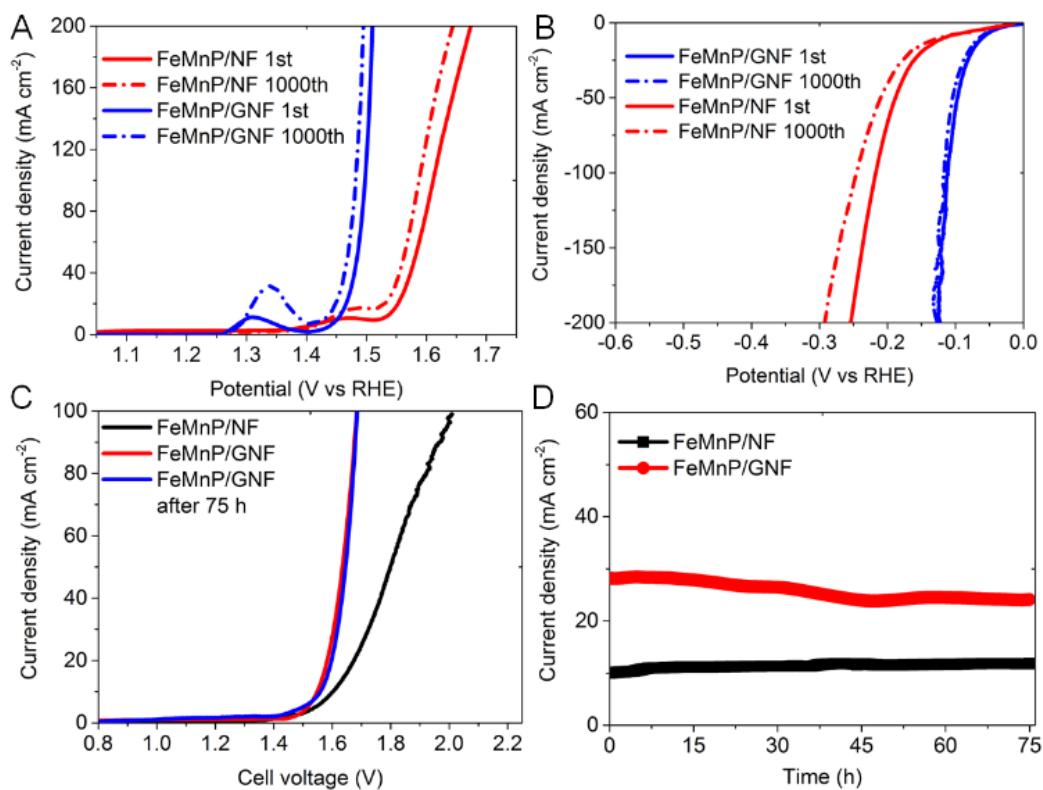 A
200
160
120
80
40
0
Current density (mA cm⁻²)
FeMnP/NF 1st
FeMnP/NF 1000th
FeMnP/GNF 1st
FeMnP/GNF 1000th
1.1 1.2 1.3 1.4 1.5 1.6 1.7
Potential (V vs RHE)
B
0
-50
-100
-150
-200
Current density (mA cm⁻²)
FeMnP/GNF 1st
FeMnP/GNF 1000th
FeMnP/NF 1st
FeMnP/NF 1000th
-0.6 -0.5 -0.4 -0.3 -0.2 -0.1 0.0
Potential (V vs RHE)
C
100
80
60
40
20
0
Current density (mA cm⁻²)
FeMnP/NF
FeMnP/GNF
FeMnP/GNF
after 75 h
0.8 1.0 1.2 1.4 1.6 1.8 2.0 2.2
Cell voltage (V)
D
60
40
20
0
Current density (mA cm⁻²)
FeMnP/NF
FeMnP/GNF
0 15 30 45 60 75
Time (h)